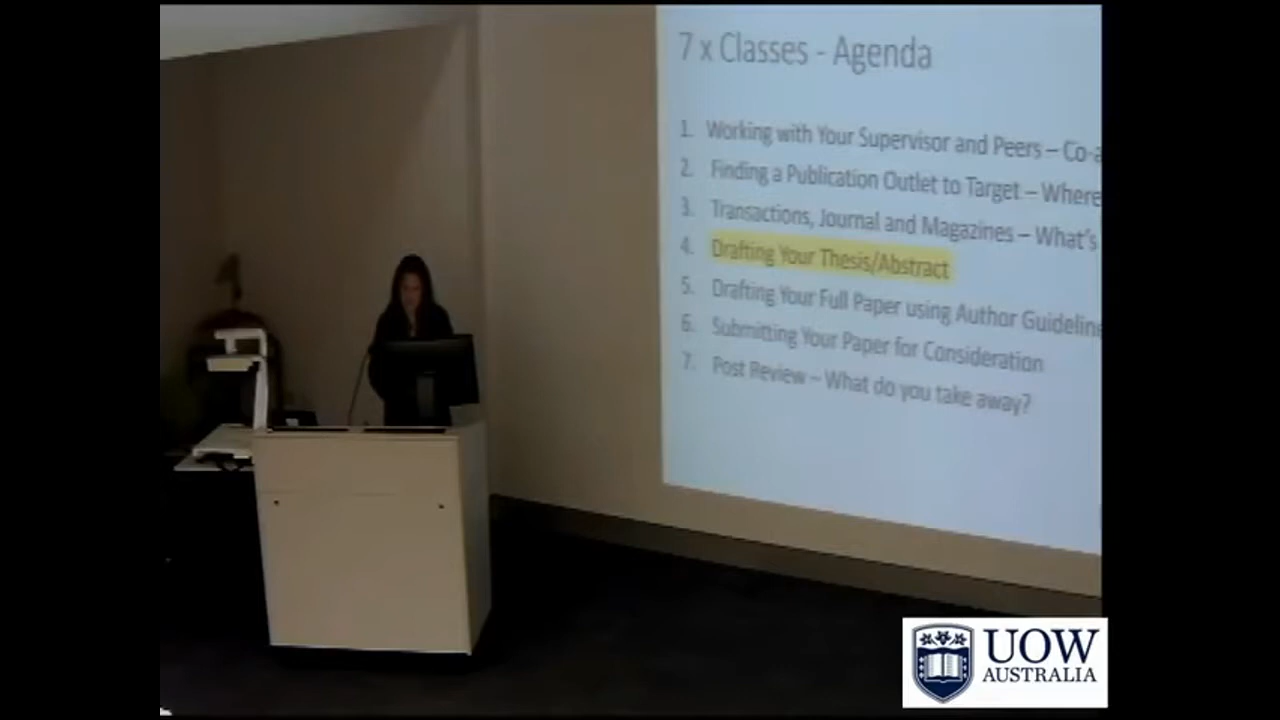 7 x Classes - Agenda
1. Working with Your Supervisor and Peers – Co-a
2. Finding a Publication Outlet to Target – Where
3. Transactions, Journal and Magazines – What's
4. Drafting Your Thesis/Abstract
5. Drafting Your Full Paper using Author Guideline
6. Submitting Your Paper for Consideration
7. Post Review – What do you take away?
UOW
AUSTRALIA